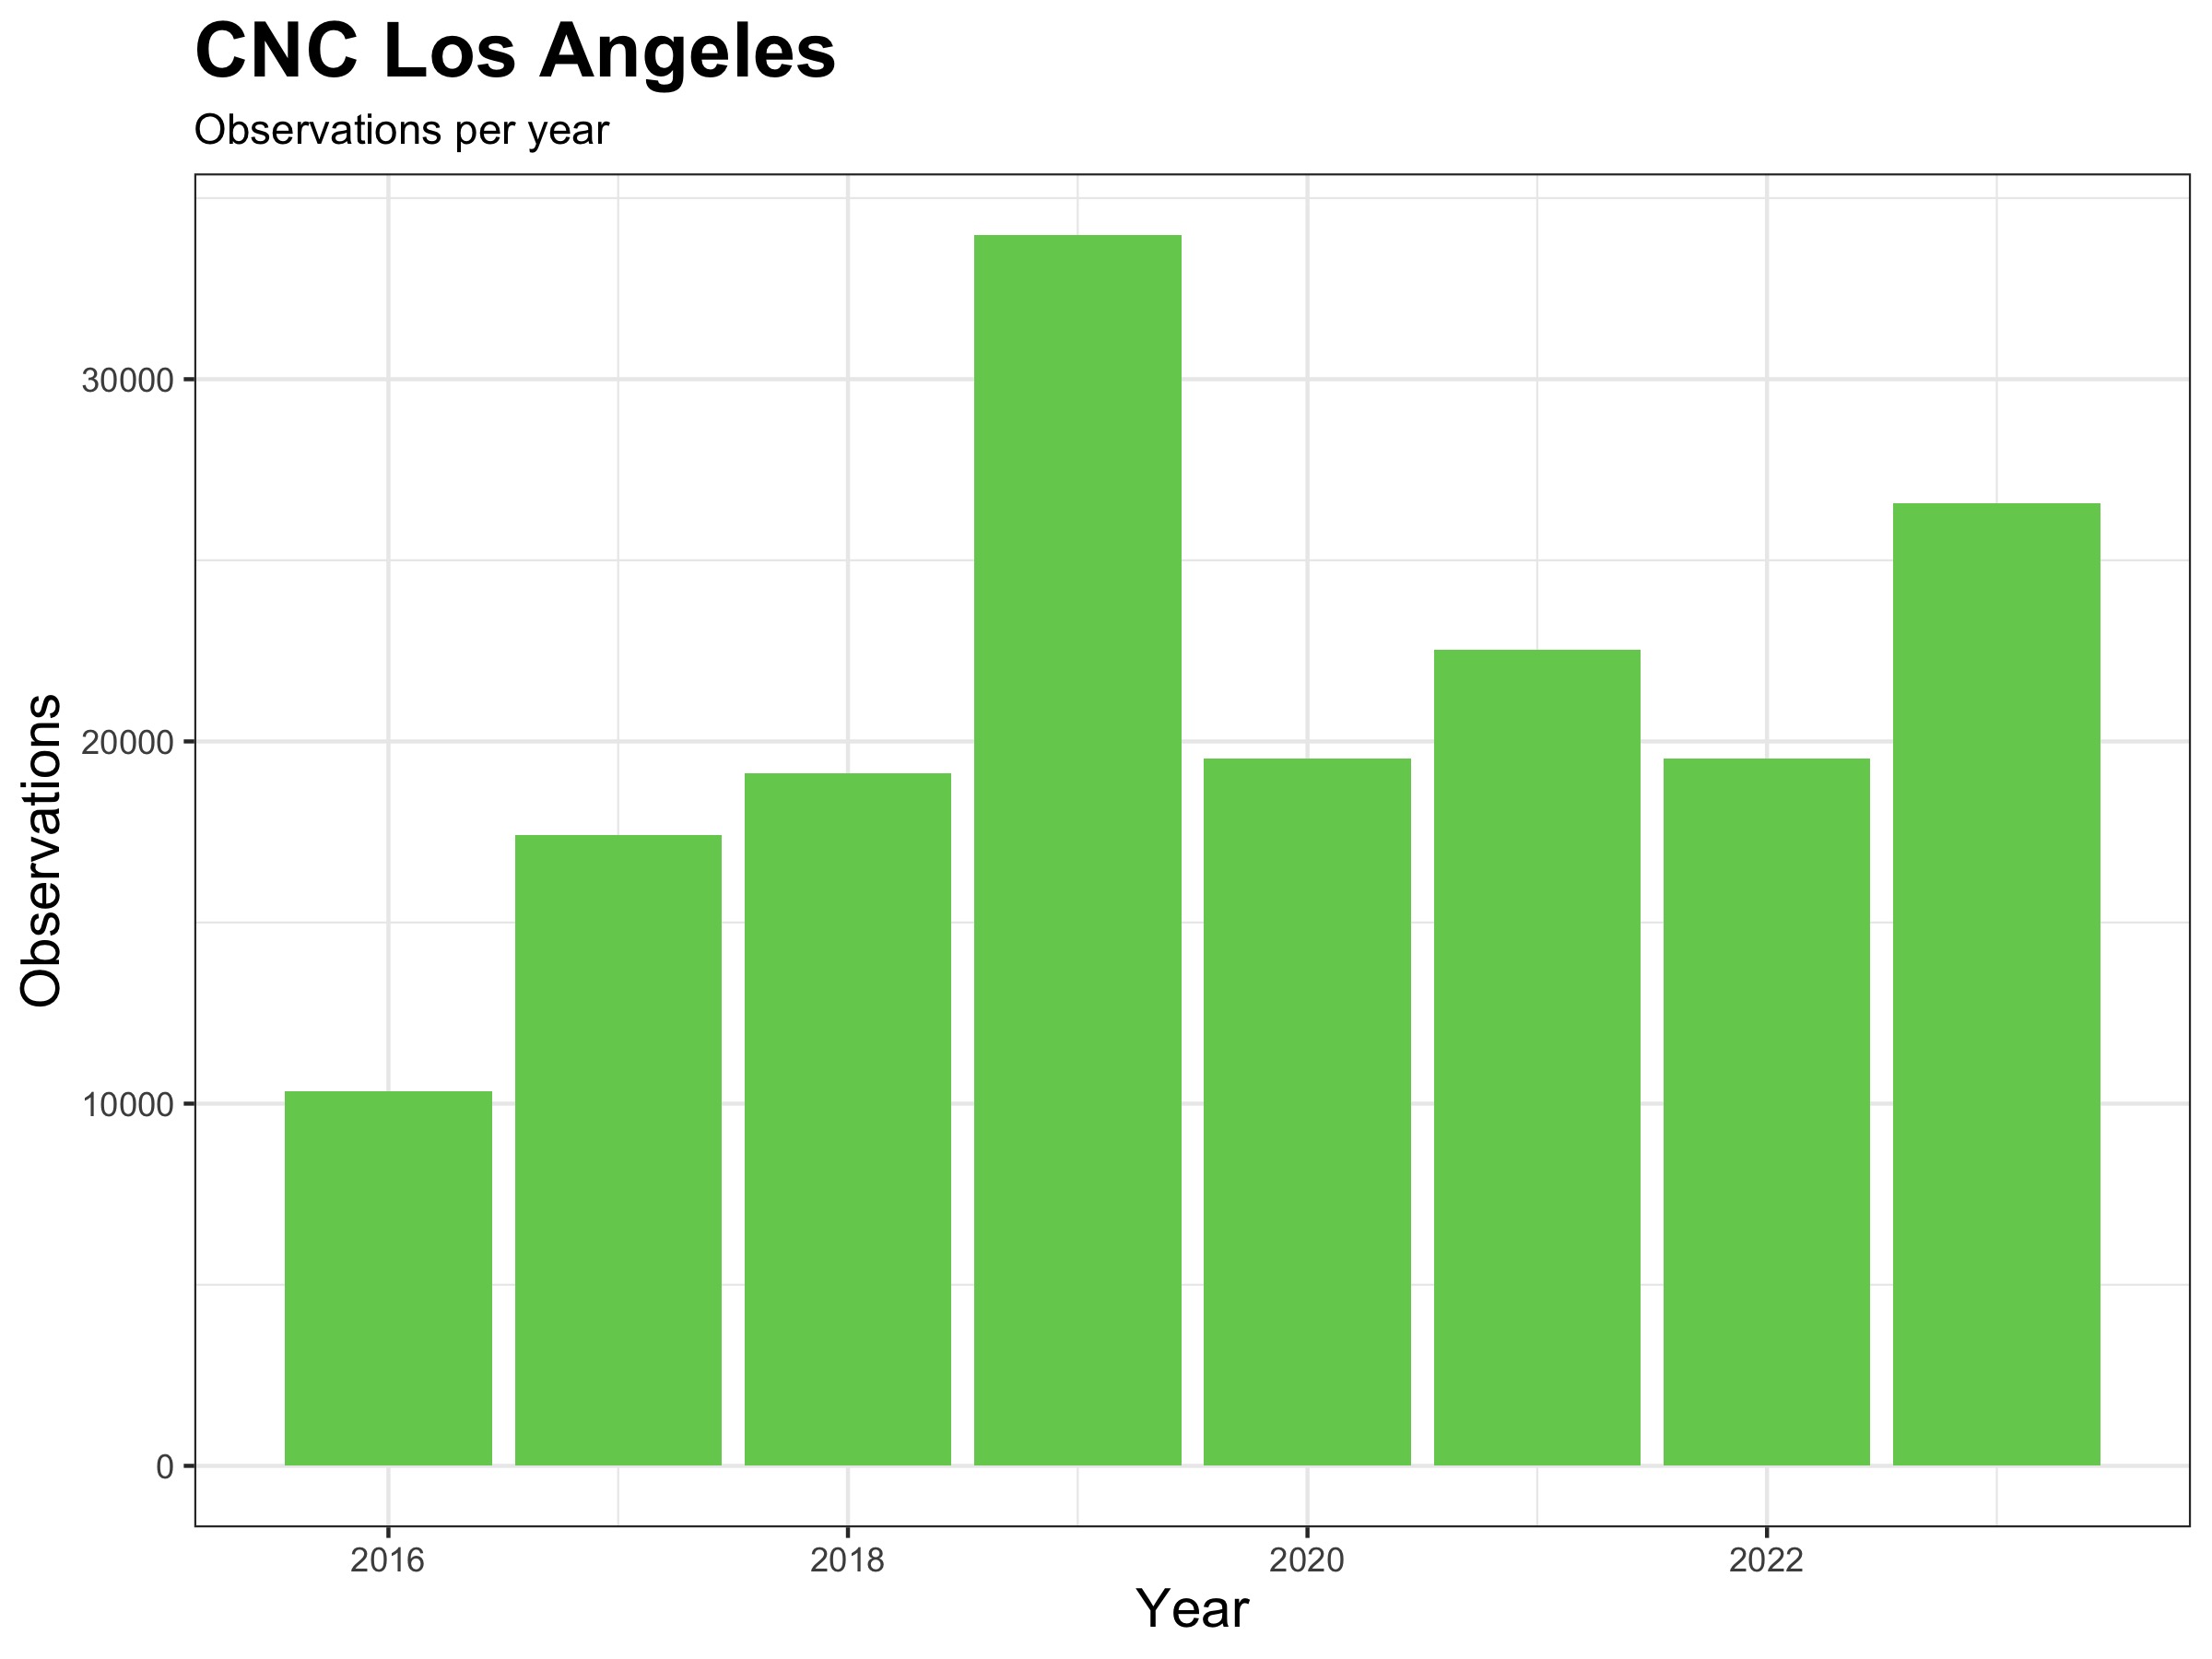 CNC Los Angeles
Observations per year
Observations
30000
20000
10000
0
2016 2018 2020 2022
Year